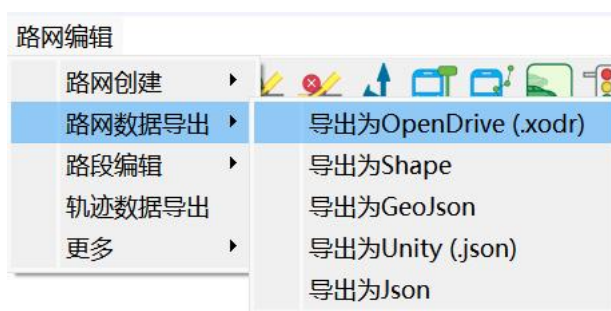 路网编辑
路网创建
路网数据导出
导出为OpenDrive (.xodr)
路段编辑
导出为Shape
轨迹数据导出
导出为GeoJson
更多
导出为Unity (.json)
导出为Json